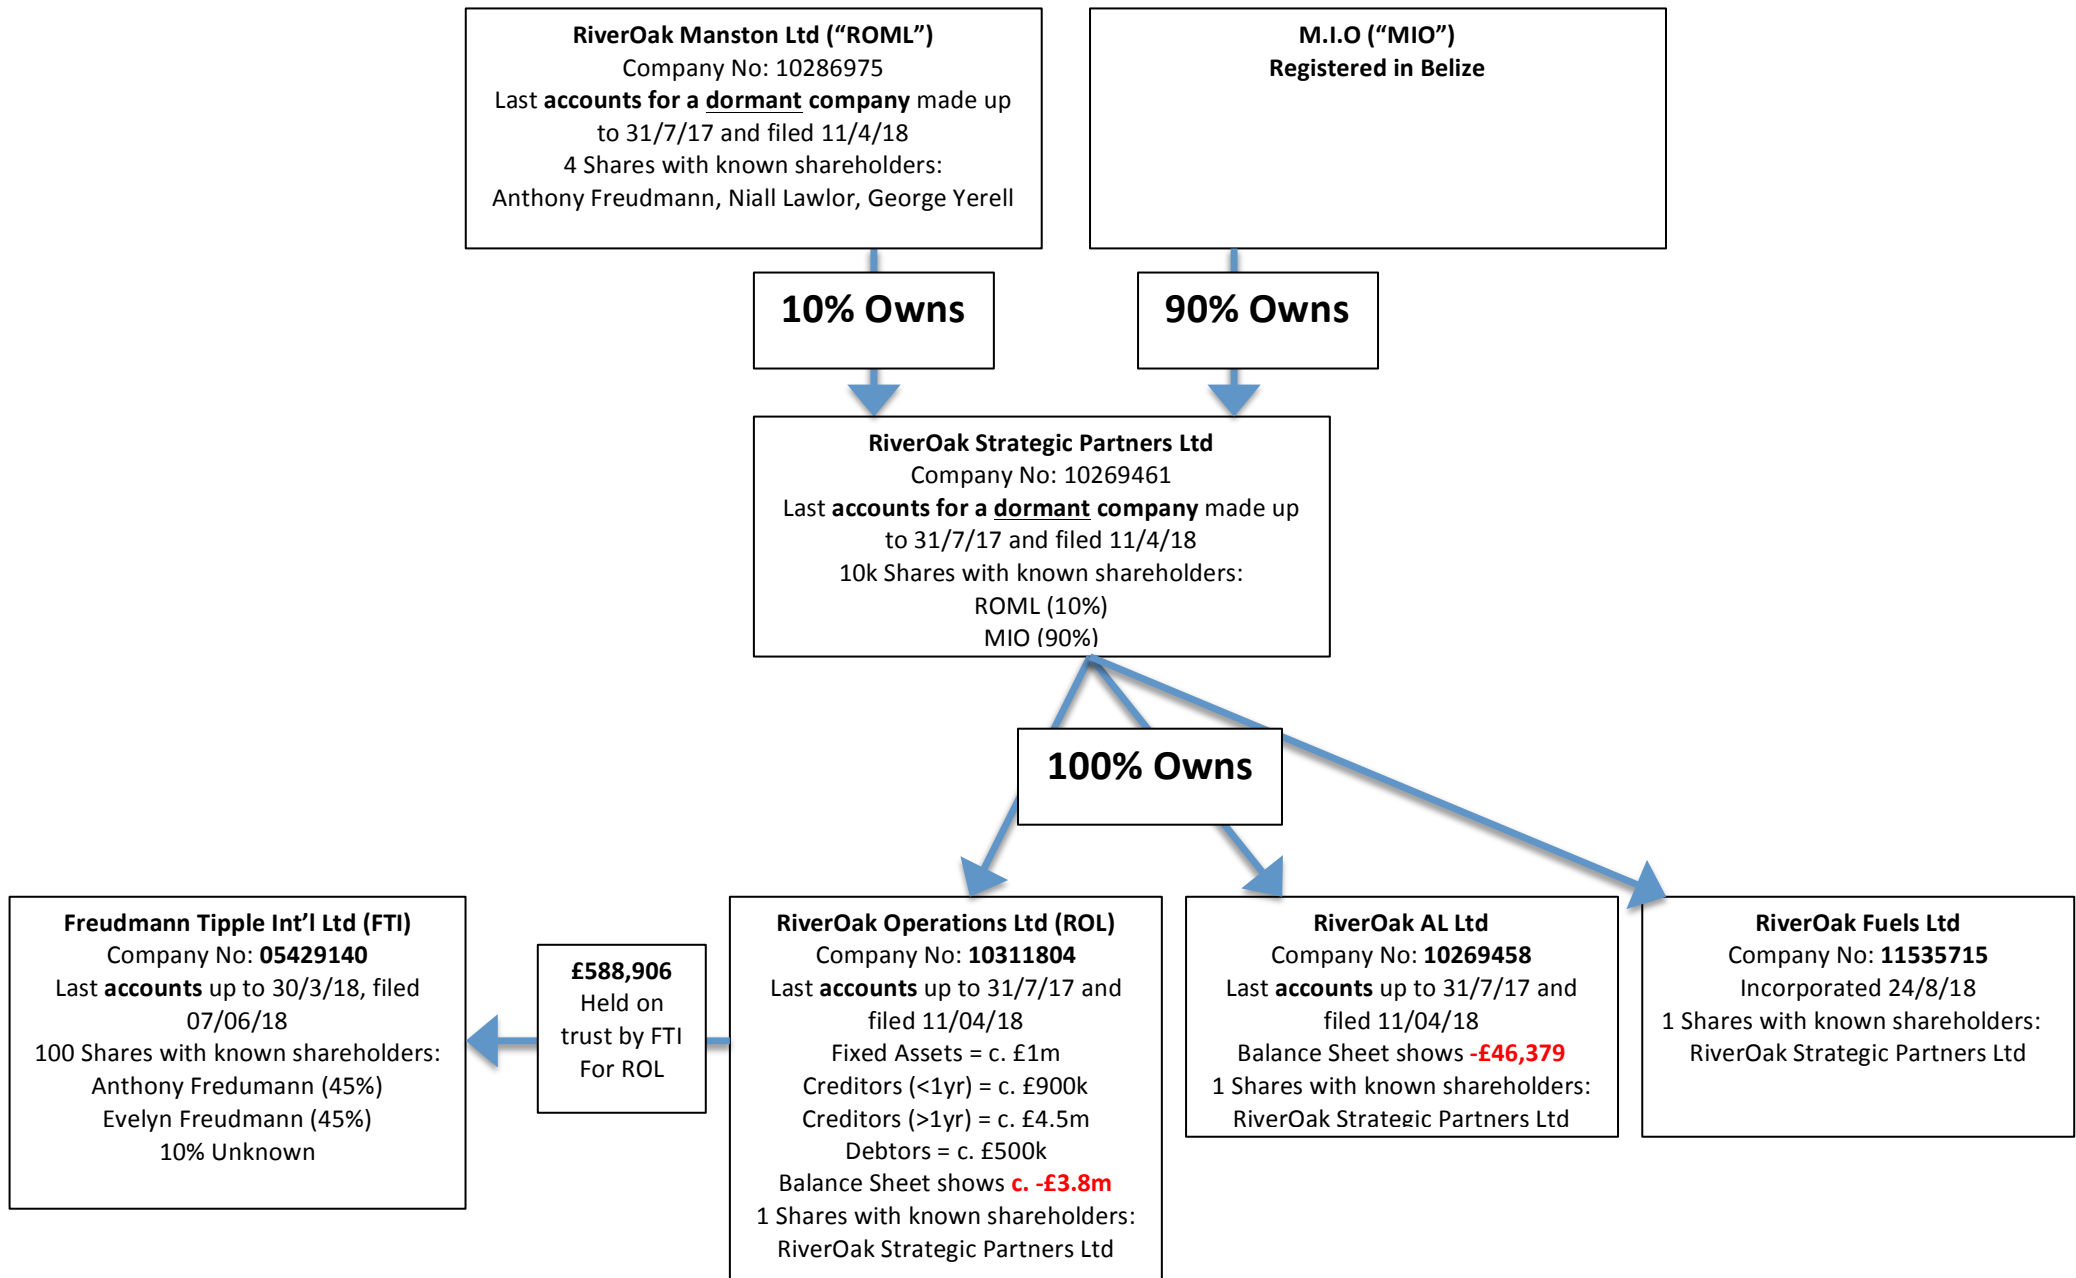 RiverOak Manston Ltd (“ROML”)
Company No: 10286975
Last accounts for a dormant company made up
to 31/7/17 and filed 11/4/18
4 Shares with known shareholders:
Anthony Freudmann, Niall Lawlor, George Yerell
M.I.O (“MIO”)
Registered in Belize
10% Owns
90% Owns
RiverOak Strategic Partners Ltd
Company No: 10269461
Last accounts for a dormant company made up
to 31/7/17 and filed 11/4/18
10k Shares with known shareholders:
ROML (10%)
MIO (90%)
100% Owns
Freudmann Tipple Int’l Ltd (FTI)
Company No: 05429140
Last accounts up to 30/3/18, filed
07/06/18
100 Shares with known shareholders:
Anthony Fredumann (45%)
Evelyn Freudmann (45%)
10% Unknown
£588,906
Held on
trust by FTI
For ROL
RiverOak Operations Ltd (ROL)
Company No: 10311804
Last accounts up to 31/7/17 and
filed 11/04/18
Fixed Assets = c. £1m
Creditors (<1yr) = c. £900k
Creditors (>1yr) = c. £4.5m
Debtors = c. £500k
Balance Sheet shows c. -£3.8m
1 Shares with known shareholders:
RiverOak Strategic Partners Ltd
RiverOak AL Ltd
Company No: 10269458
Last accounts up to 31/7/17 and
filed 11/04/18
Balance Sheet shows -£46,379
1 Shares with known shareholders:
RiverOak Strategic Partners Ltd
RiverOak Fuels Ltd
Company No: 11535715
Incorporated 24/8/18
1 Shares with known shareholders:
RiverOak Strategic Partners Ltd